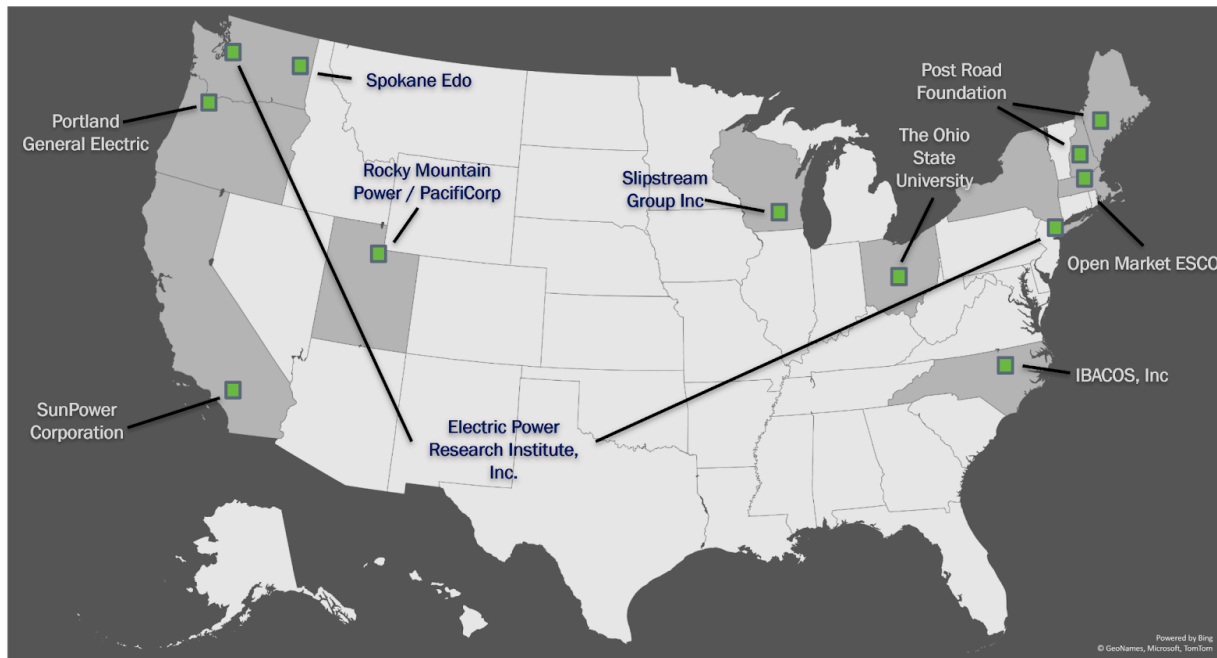 Spokane Edo
Post Road
Foundation
Portland
General Electric
The Ohio
State
University
Rocky Mountain
Power / PacifiCorp
Slipstream
Group Inc
Open Market ESCO
IBACOS, Inc
SunPower
Corporation
Electric Power
Research Institute,
Inc.
Powered by Bing
© GeoNames, Microsoft, TomTom